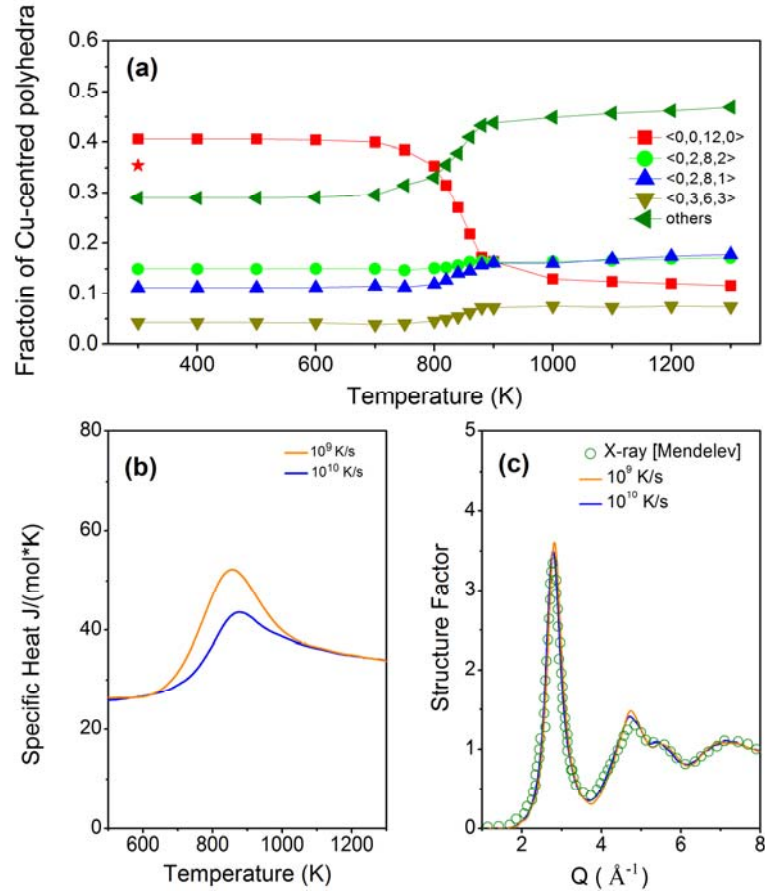 (a)
Fractoin of Cu-centred polyhedra
0.6
0.5
0.4
0.3
0.2
0.1
0.0
<0,0,12,0>
<0,2,8,2>
<0,2,8,1>
<0,3,6,3>
others
400 600 800 1000 1200
Temperature (K)
(b)
Specific Heat J/(mol*K)
80
60
40
20
0
10⁹ K/s
10¹⁰ K/s
600 800 1000 1200
Temperature (K)
(c)
Structure Factor
5
4
3
2
1
0
X-ray [Mendelev]
10⁹ K/s
10¹⁰ K/s
2 4 6 8
Q ( Å⁻¹)